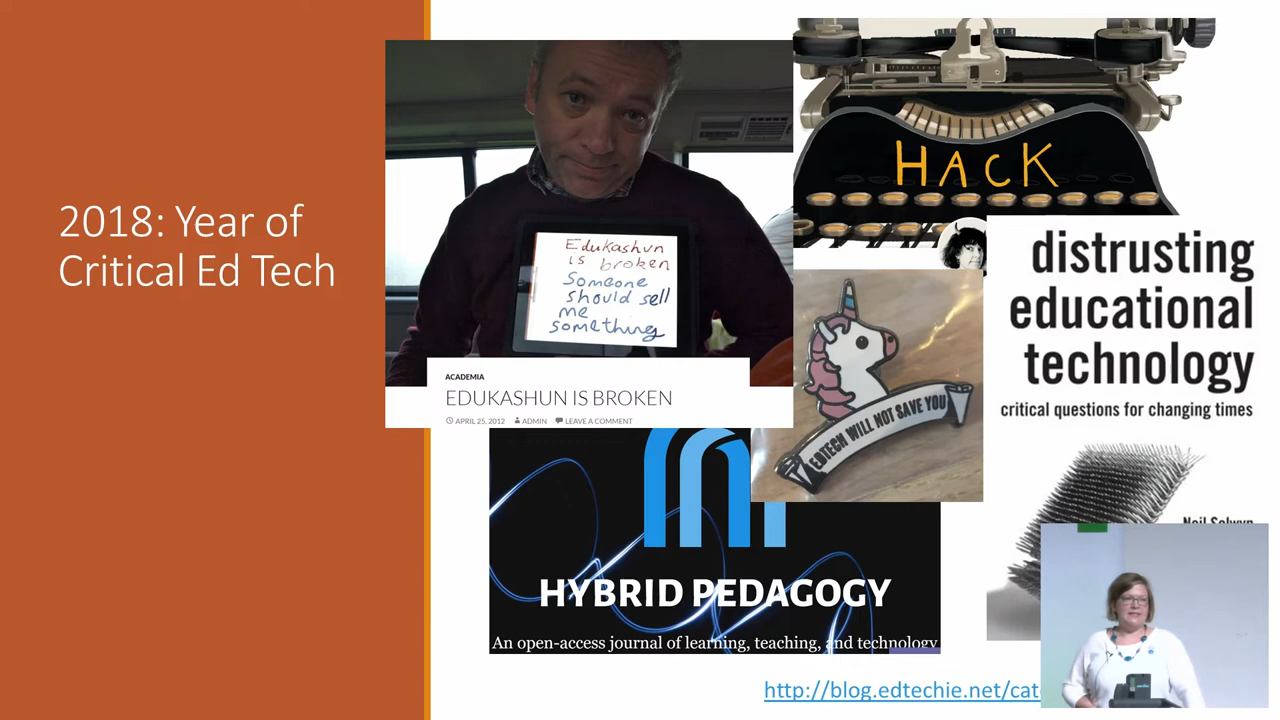 2018: Year of
Critical Ed Tech
Edukashun
is broken
Someone
should sell
me
something
ACADEMIA
EDUKASHUN IS BROKEN
APRIL 25, 2012 ADMIN LEAVE A COMMENT
HACK
EDTECH WILL NOT SAVE YOU
distrusting
educational
technology
critical questions for changing times
Neil Selwyn
HYBRID PEDAGOGY
An open-access journal of learning, teaching, and technology
http://blog.edtechie.net/cat